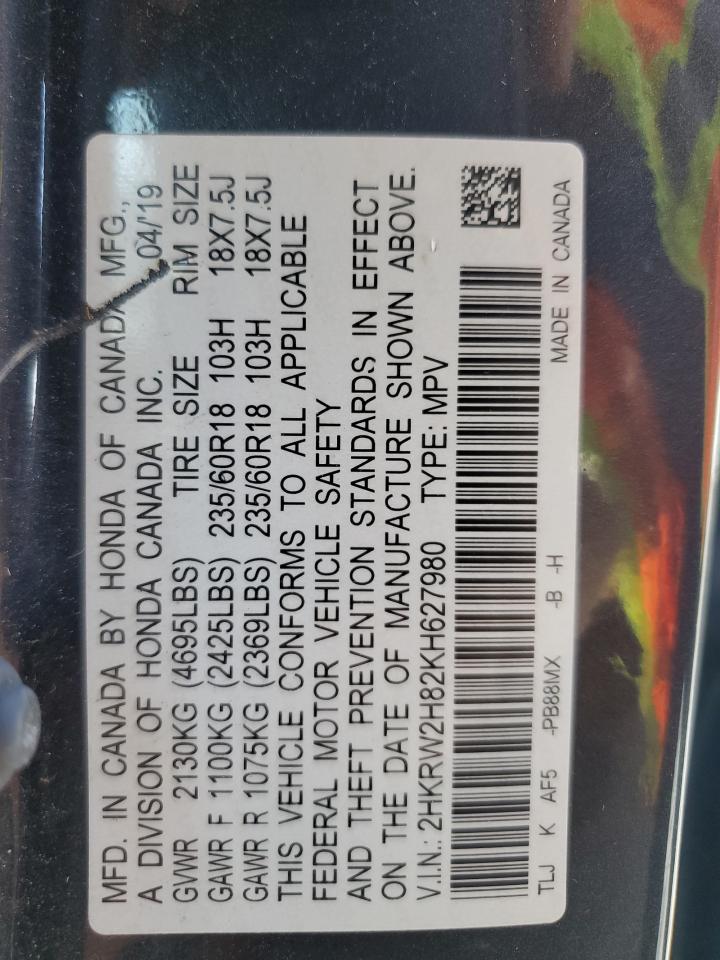 MFD. IN CANADA BY HONDA OF CANADA MFG.,
A DIVISION OF HONDA CANADA INC. 04/19
GVWR 2130KG (4695LBS) TIRE SIZE RIM SIZE
GAWR F 1100KG (2425LBS) 235/60R18 103H 18X7.5J
GAWR R 1075KG (2369LBS) 235/60R18 103H 18X7.5J
THIS VEHICLE CONFORMS TO ALL APPLICABLE
FEDERAL MOTOR VEHICLE SAFETY
AND THEFT PREVENTION STANDARDS IN EFFECT
ON THE DATE OF MANUFACTURE SHOWN ABOVE.
V.I.N.: 2HKRW2H82KH627980 TYPE: MPV
TLJ K AF5 -PB88MX -B -H MADE IN CANADA